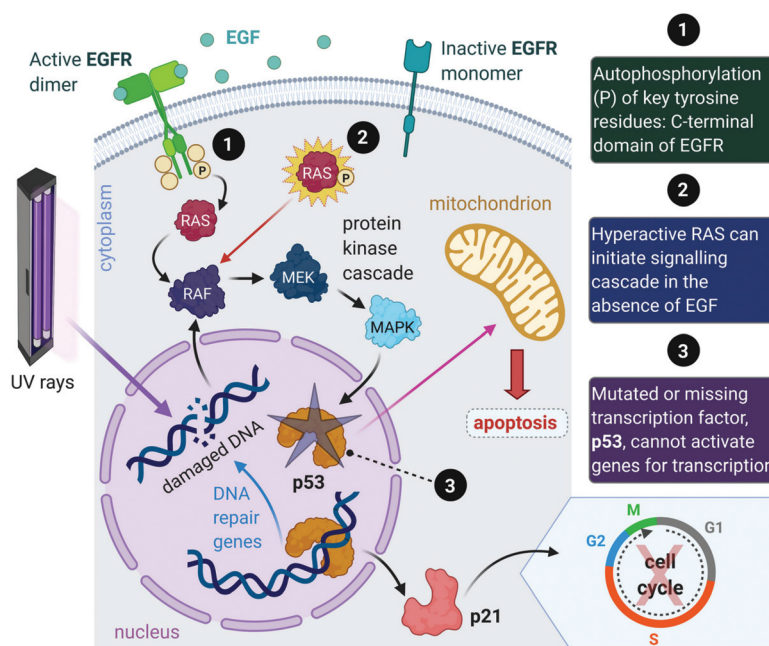 EGF
Active EGFR
dimer
Inactive EGFR
monomer
1
2
P
RAS
P
RAS
cytoplasm
RAF
MEK
protein
kinase
cascade
MAPK
mitochondrion
apoptosis
UV rays
damaged DNA
p53
3
DNA
repair
genes
p21
nucleus
1
Autophosphorylation
(P) of key tyrosine
residues: C-terminal
domain of EGFR
2
Hyperactive RAS can
initiate signalling
cascade in the
absence of EGF
3
Mutated or missing
transcription factor,
p53, cannot activate
genes for transcription
M
G2
G1
cell
cycle
S